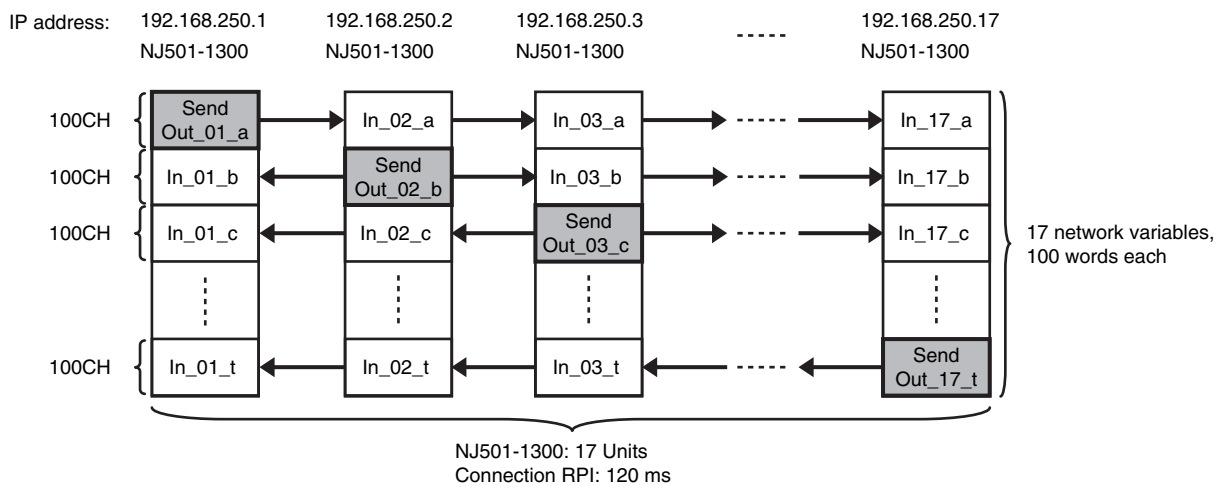 IP address: 192.168.250.1 192.168.250.2 192.168.250.3 192.168.250.17
NJ501-1300 NJ501-1300 NJ501-1300 NJ501-1300
100CH Send Out_01_a In_02_a In_03_a In_17_a
100CH In_01_b Send Out_02_b In_03_b In_17_b
100CH In_01_c In_02_c Send Out_03_c In_17_c
17 network variables,
100 words each
100CH In_01_t In_02_t In_03_t Send Out_17_t
NJ501-1300: 17 Units
Connection RPI: 120 ms